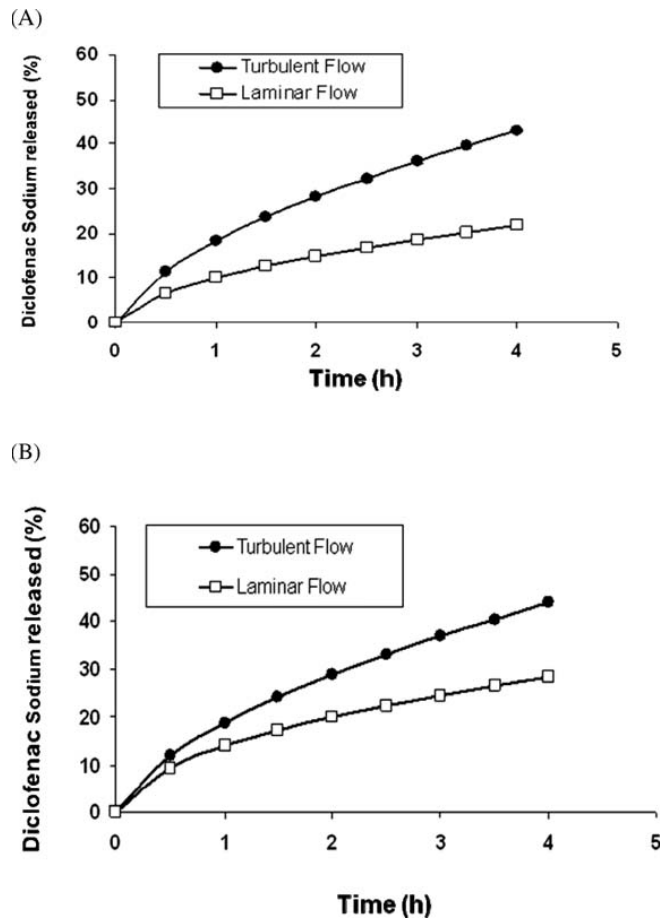 (A)
Diclofenac Sodium released (%)
60
50
40
30
20
10
0
Turbulent Flow
Laminar Flow
0 1 2 3 4 5
Time (h)
(B)
Diclofenac Sodium released (%)
60
50
40
30
20
10
0
Turbulent Flow
Laminar Flow
0 1 2 3 4 5
Time (h)